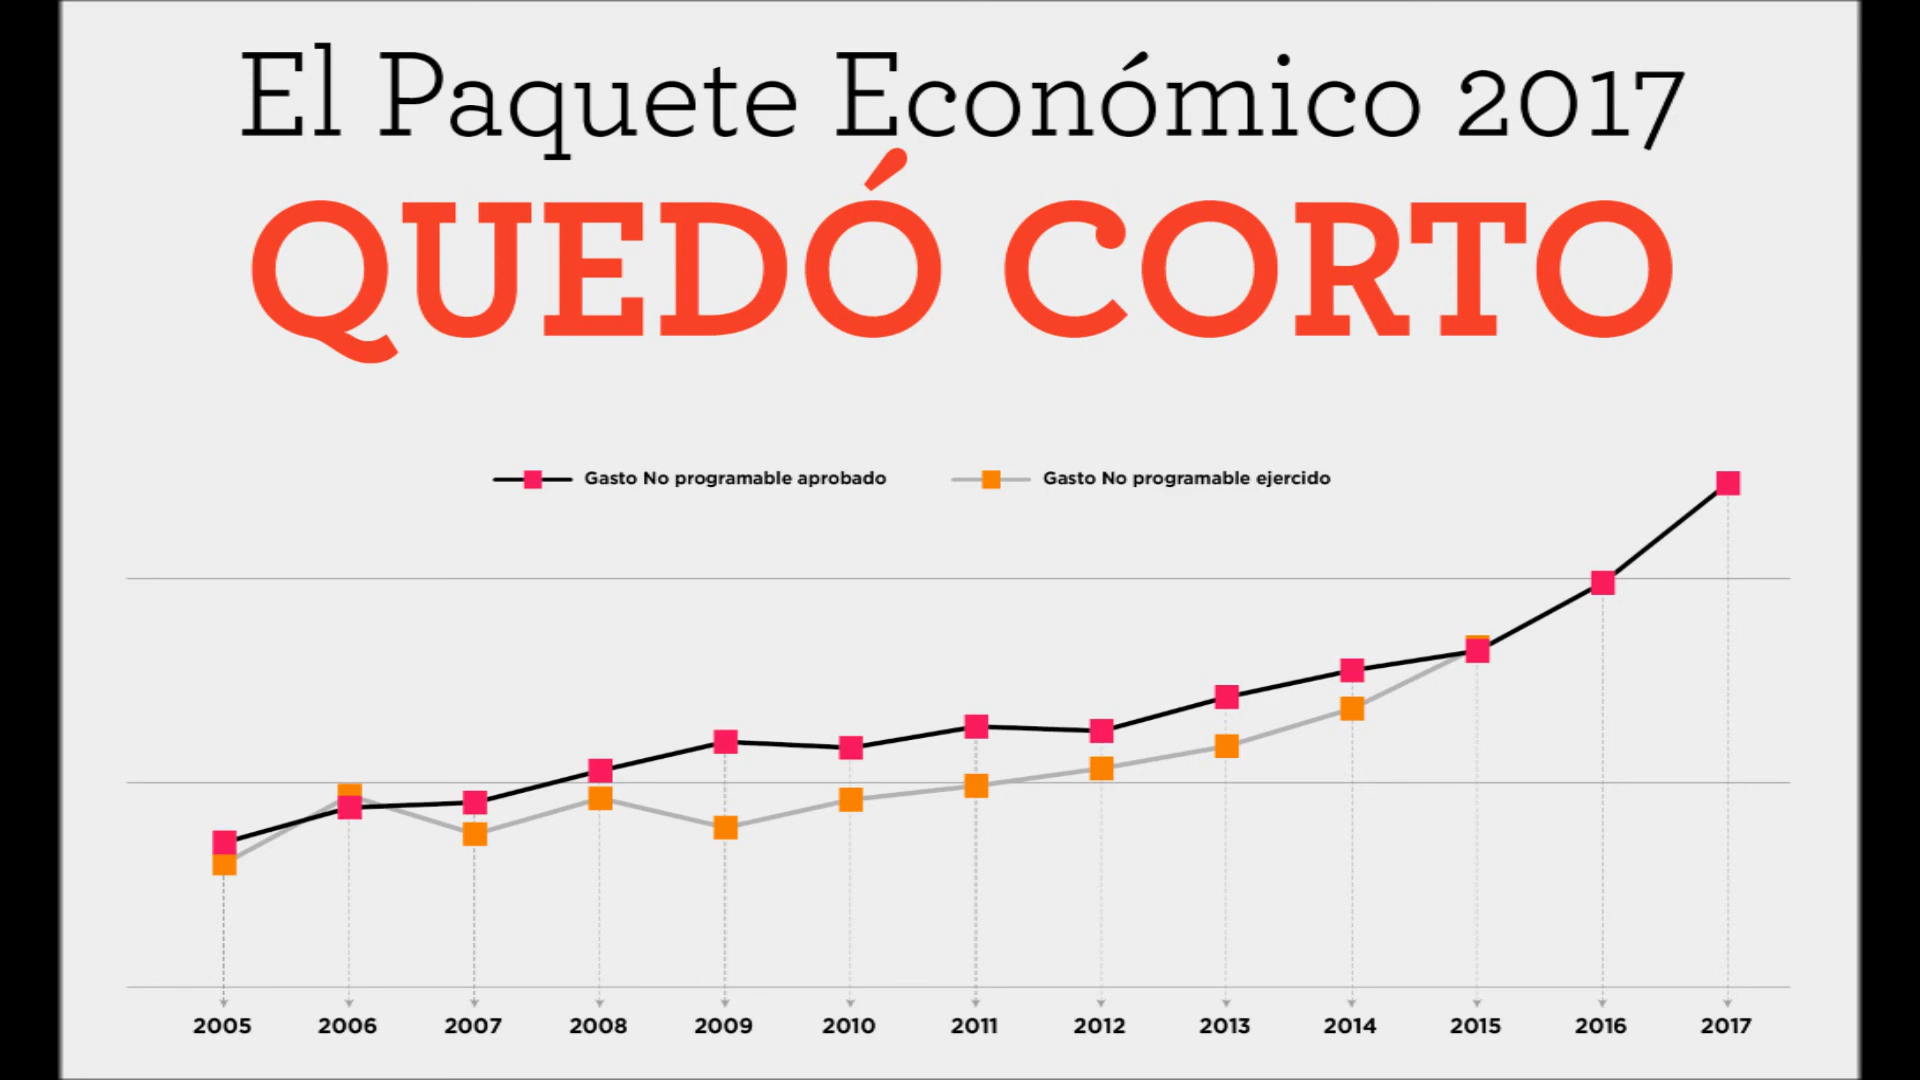 El Paquete Económico 2017
QUEDÓ CORTO
Gasto No programable aprobado
Gasto No programable ejercido
2005 2006 2007 2008 2009 2010 2011 2012 2013 2014 2015 2016 2017